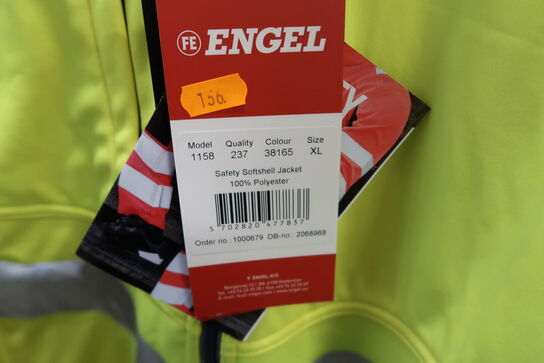 FE ENGEL
156.
Model Quality Colour Size
1158 237 38165 XL
Safety Softshell Jacket
100% Polyester
5 702820 477837
Order no. 1000679 DB-no.. 2068968
F. ENGEL K/S